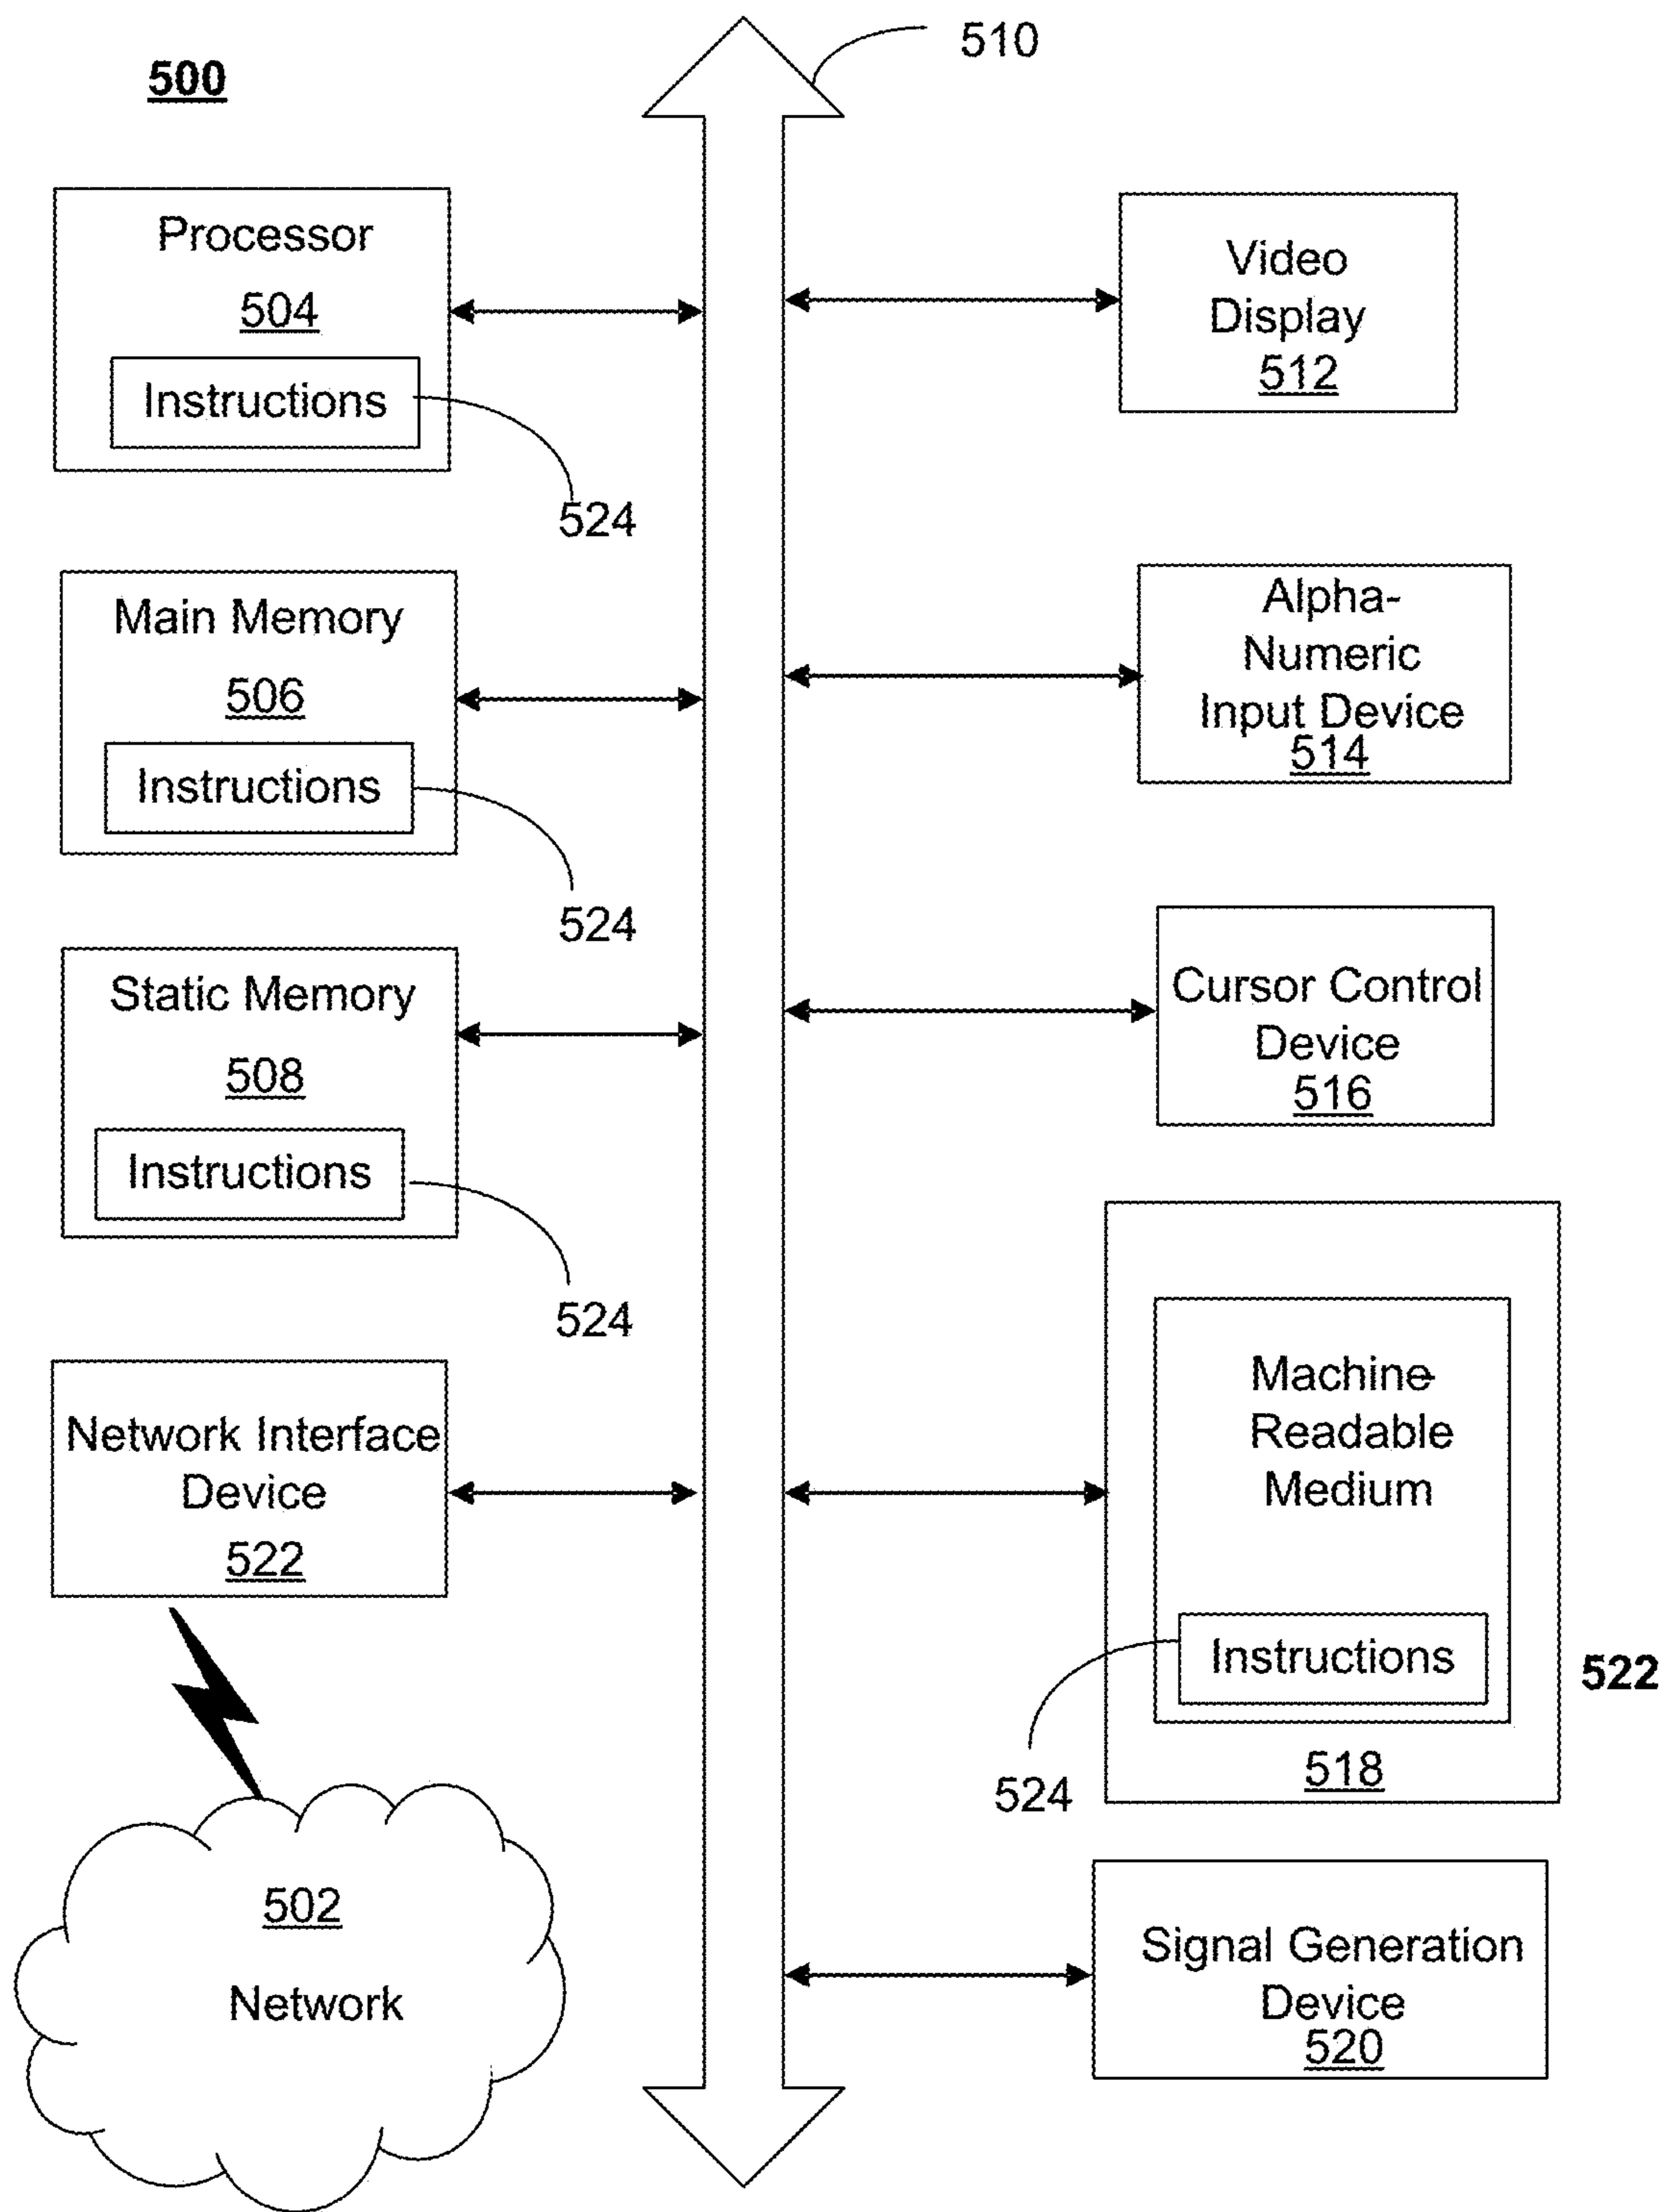 500
510
Processor
504
Instructions
524
Main Memory
506
Instructions
524
Static Memory
508
Instructions
524
Network Interface
Device
522
502
Network
Video
Display
512
Alpha-
Numeric
Input Device
514
Cursor Control
Device
516
Machine-
Readable
Medium
Instructions
524
518
522
Signal Generation
Device
520